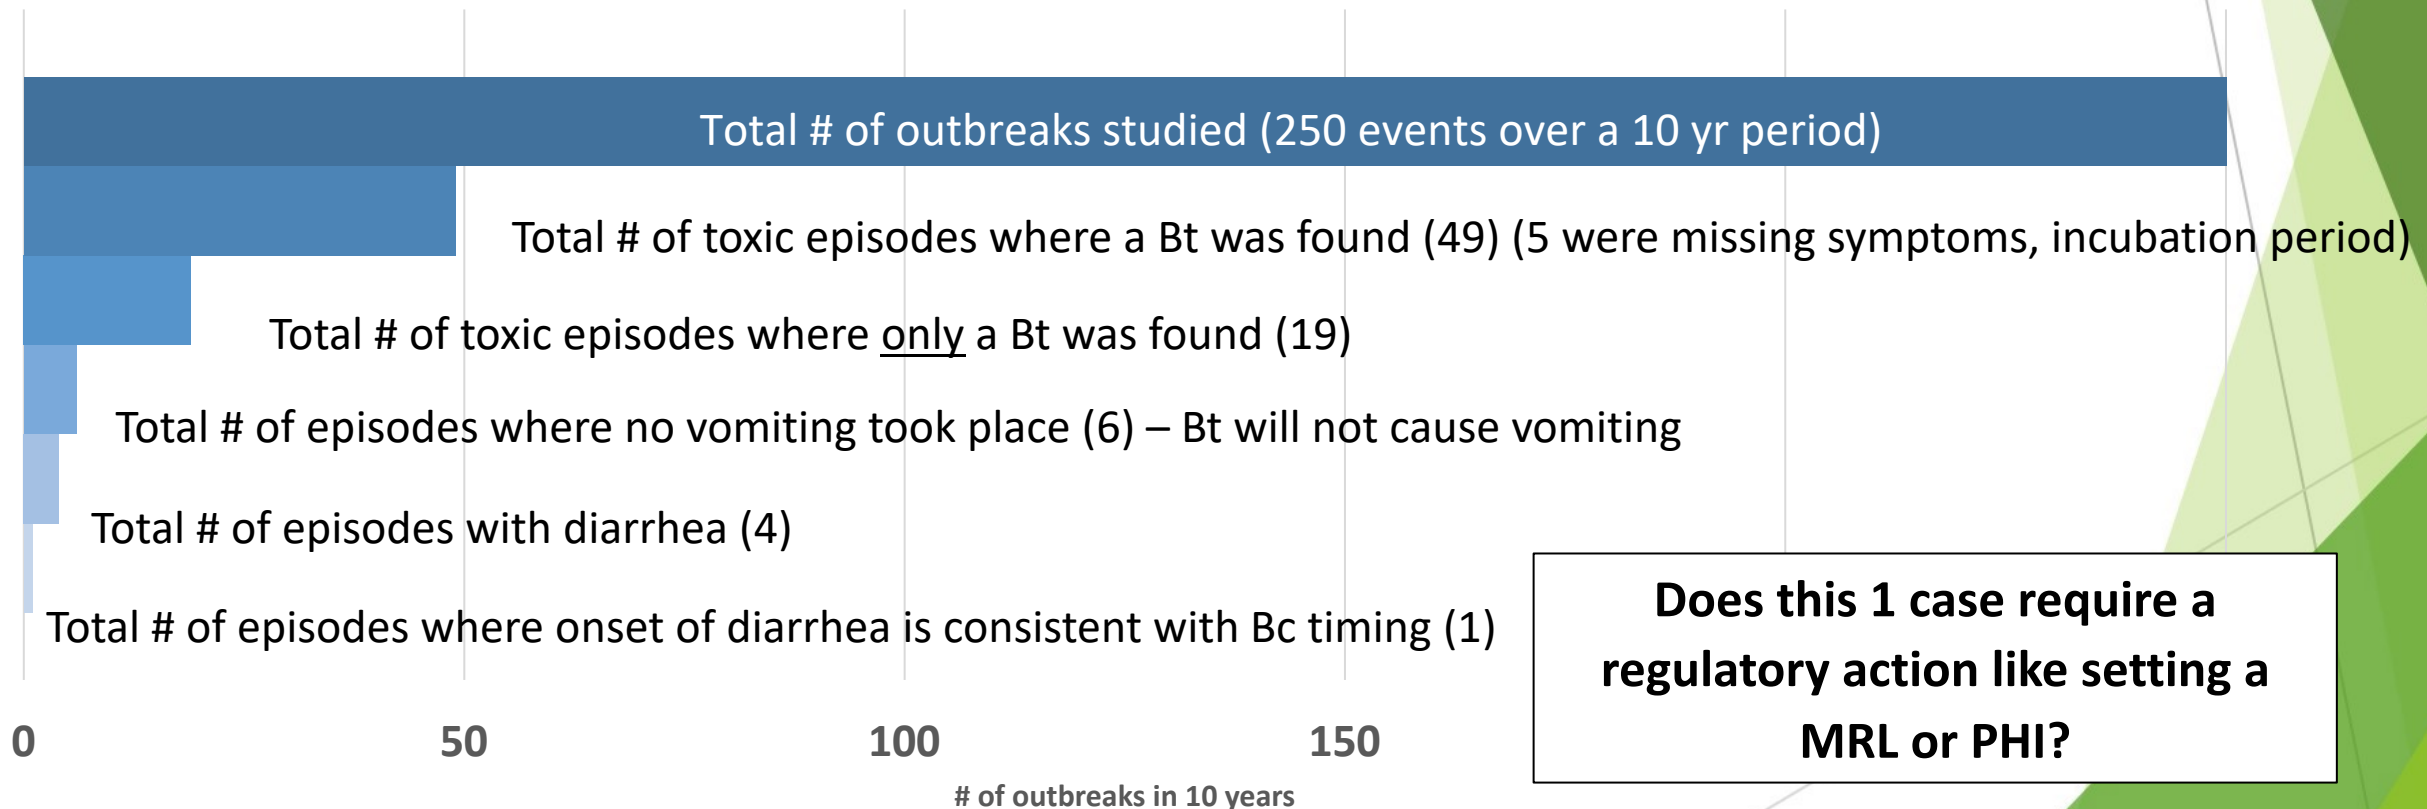 Total # of outbreaks studied (250 events over a 10 yr period)
Total # of toxic episodes where a Bt was found (49) (5 were missing symptoms, incubation period)
Total # of toxic episodes where only a Bt was found (19)
Total # of episodes where no vomiting took place (6) – Bt will not cause vomiting
Total # of episodes with diarrhea (4)
Total # of episodes where onset of diarrhea is consistent with Bc timing (1)
Does this 1 case require a
regulatory action like setting a
MRL or PHI?
0 50 100 150
# of outbreaks in 10 years